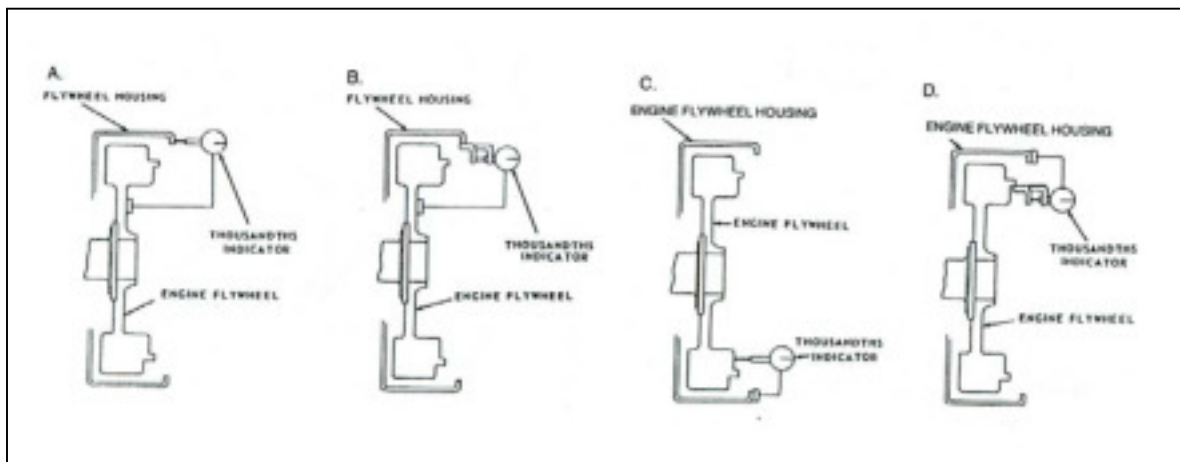 A.
FLYWHEEL HOUSING
THOUSANDTHS
INDICATOR
ENGINE FLYWHEEL
B.
FLYWHEEL HOUSING
THOUSANDTHS
INDICATOR
ENGINE FLYWHEEL
C.
ENGINE FLYWHEEL HOUSING
ENGINE FLYWHEEL
THOUSANDTHS
INDICATOR
D.
ENGINE FLYWHEEL HOUSING
THOUSANDTHS
INDICATOR
ENGINE FLYWHEEL